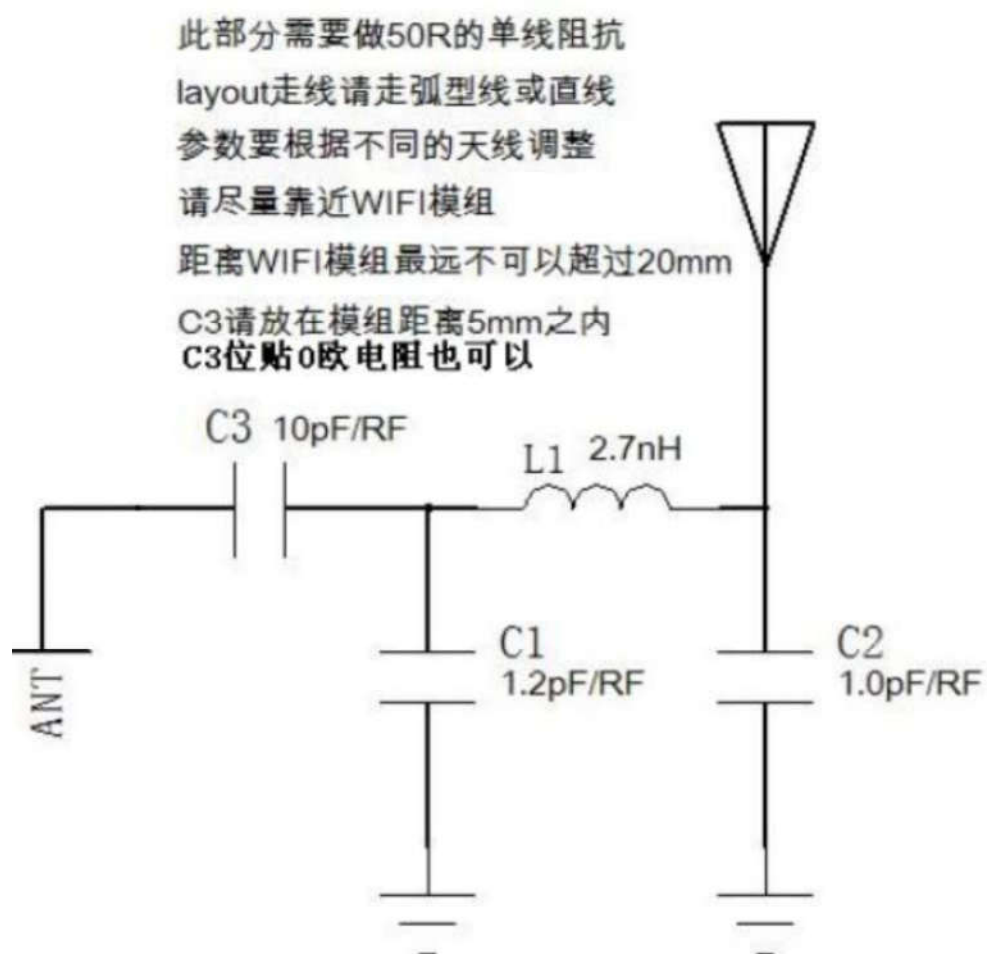 此部分需要做50R的单线阻抗
layout走线请走弧型线或直线
参数要根据不同的天线调整
请尽量靠近WIFI模组
距离WIFI模组最远不可以超过20mm
C3请放在模组距离5mm之内
C3位贴0欧电阻也可以
C3 10pF/RF
L1 2.7nH
C1
1.2pF/RF
C2
1.0pF/RF
ANT